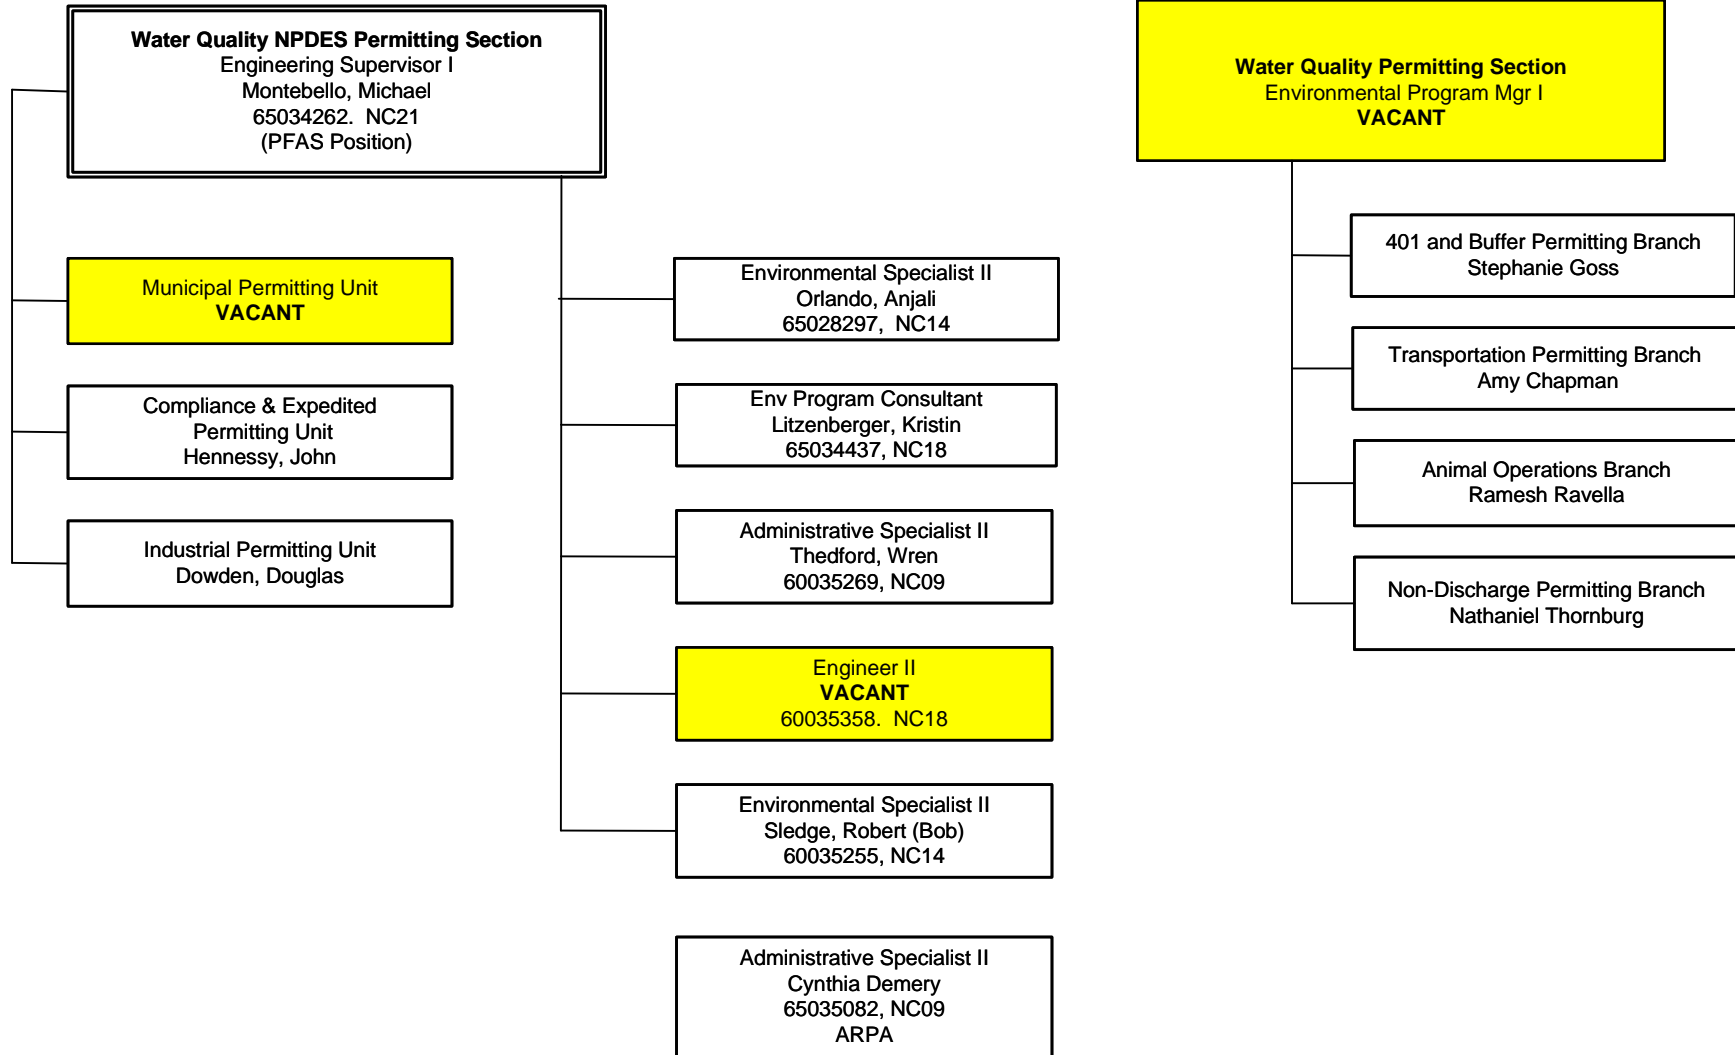 Water Quality NPDES Permitting Section
Engineering Supervisor I
Montebello, Michael
65034262.  NC21
(PFAS Position)
Municipal Permitting Unit
VACANT
Compliance & Expedited
Permitting Unit
Hennessy, John
Industrial Permitting Unit
Dowden, Douglas
Environmental Specialist II
Orlando, Anjali
65028297,  NC14
Env Program Consultant
Litzenberger, Kristin
65034437, NC18
Administrative Specialist II
Thedford, Wren
60035269, NC09
Engineer II
VACANT
60035358.  NC18
Environmental Specialist II
Sledge, Robert (Bob)
60035255, NC14
Administrative Specialist II
Cynthia Demery
65035082, NC09
ARPA
Water Quality Permitting Section
Environmental Program Mgr I
VACANT
401 and Buffer Permitting Branch
Stephanie Goss
Transportation Permitting Branch
Amy Chapman
Animal Operations Branch
Ramesh Ravella
Non-Discharge Permitting Branch
Nathaniel Thornburg